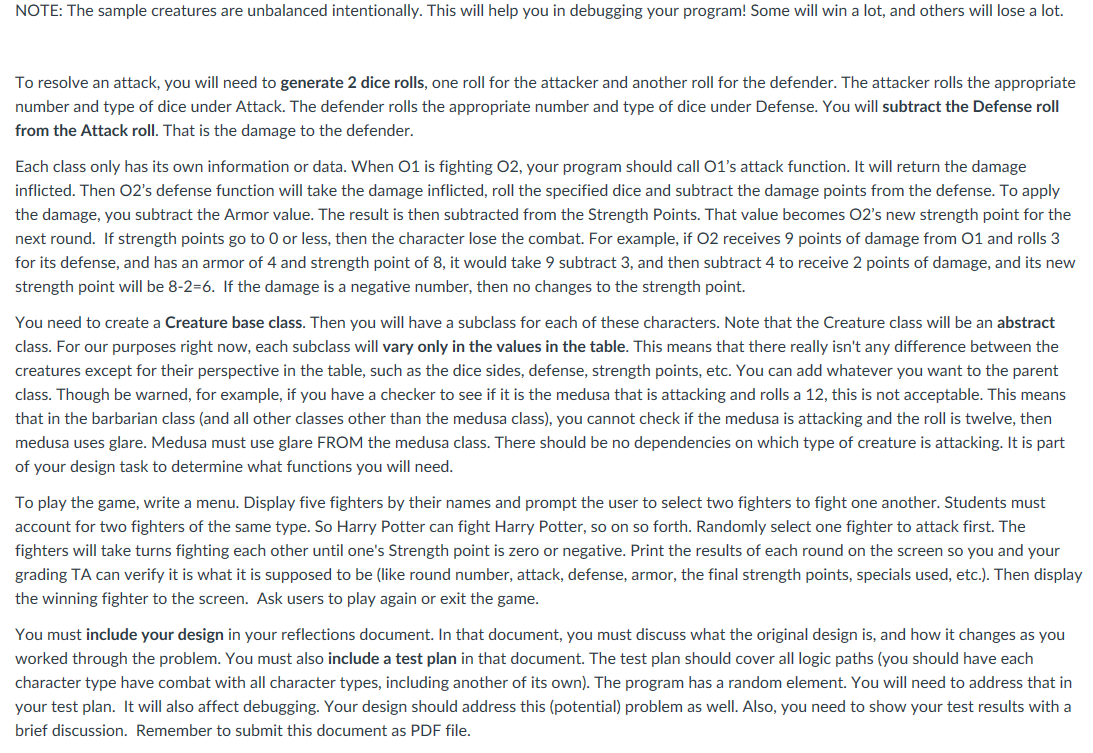 NOTE: The sample creatures are unbalanced intentionally. This will help you in debugging your program! Some will win a lot, and others will lose a lot.
To resolve an attack, you will need to generate 2 dice rolls, one roll for the attacker and another roll for the defender. The attacker rolls the appropriate
number and type of dice under Attack. The defender rolls the appropriate number and type of dice under Defense. You will subtract the Defense roll
from the Attack roll. That is the damage to the defender.
Each class only has its own information or data. When O1 is fighting O2, your program should call O1's attack function. It will return the damage
inflicted. Then O2's defense function will take the damage inflicted, roll the specified dice and subtract the damage points from the defense. To apply
the damage, you subtract the Armor value. The result is then subtracted from the Strength Points. That value becomes O2's new strength point for the
next round. If strength points go to 0 or less, then the character lose the combat. For example, if O2 receives 9 points of damage from O1 and rolls 3
for its defense, and has an armor of 4 and strength point of 8, it would take 9 subtract 3, and then subtract 4 to receive 2 points of damage, and its new
strength point will be 8-2=6. If the damage is a negative number, then no changes to the strength point.
You need to create a Creature base class. Then you will have a subclass for each of these characters. Note that the Creature class will be an abstract
class. For our purposes right now, each subclass will vary only in the values in the table. This means that there really isn't any difference between the
creatures except for their perspective in the table, such as the dice sides, defense, strength points, etc. You can add whatever you want to the parent
class. Though be warned, for example, if you have a checker to see if it is the medusa that is attacking and rolls a 12, this is not acceptable. This means
that in the barbarian class (and all other classes other than the medusa class), you cannot check if the medusa is attacking and the roll is twelve, then
medusa uses glare. Medusa must use glare FROM the medusa class. There should be no dependencies on which type of creature is attacking. It is part
of your design task to determine what functions you will need.
To play the game, write a menu. Display five fighters by their names and prompt the user to select two fighters to fight one another. Students must
account for two fighters of the same type. So Harry Potter can fight Harry Potter, so on so forth. Randomly select one fighter to attack first. The
fighters will take turns fighting each other until one's Strength point is zero or negative. Print the results of each round on the screen so you and your
grading TA can verify it is what it is supposed to be (like round number, attack, defense, armor, the final strength points, specials used, etc.). Then display
the winning fighter to the screen. Ask users to play again or exit the game.
You must include your design in your reflections document. In that document, you must discuss what the original design is, and how it changes as you
worked through the problem. You must also include a test plan in that document. The test plan should cover all logic paths (you should have each
character type have combat with all character types, including another of its own). The program has a random element. You will need to address that in
your test plan. It will also affect debugging. Your design should address this (potential) problem as well. Also, you need to show your test results with a
brief discussion. Remember to submit this document as PDF file.